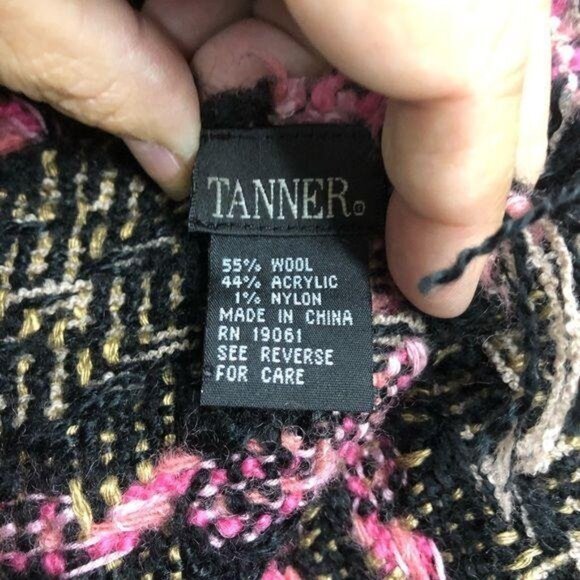 TANNER®
55% WOOL
44% ACRYLIC
1% NYLON
MADE IN CHINA
RN 19061
SEE REVERSE
FOR CARE